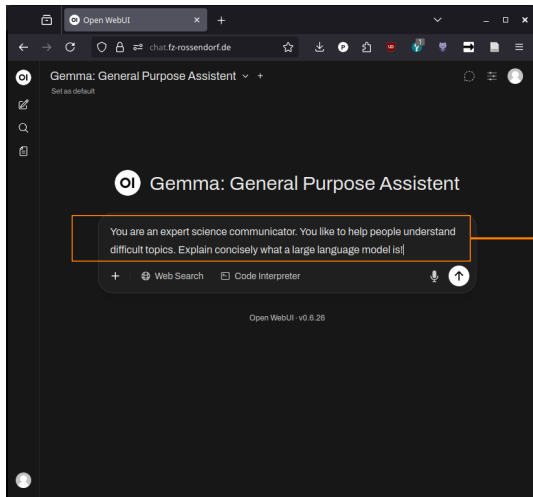 Open WebUI
chat.fz-rossendorf.de
OI
Gemma: General Purpose Assistent
Set as default
OI Gemma: General Purpose Assistent
You are an expert science communicator. You like to help people understand
difficult topics. Explain concisely what a large language model is!
Web Search Code Interpreter
Open WebUI · v0.6.26